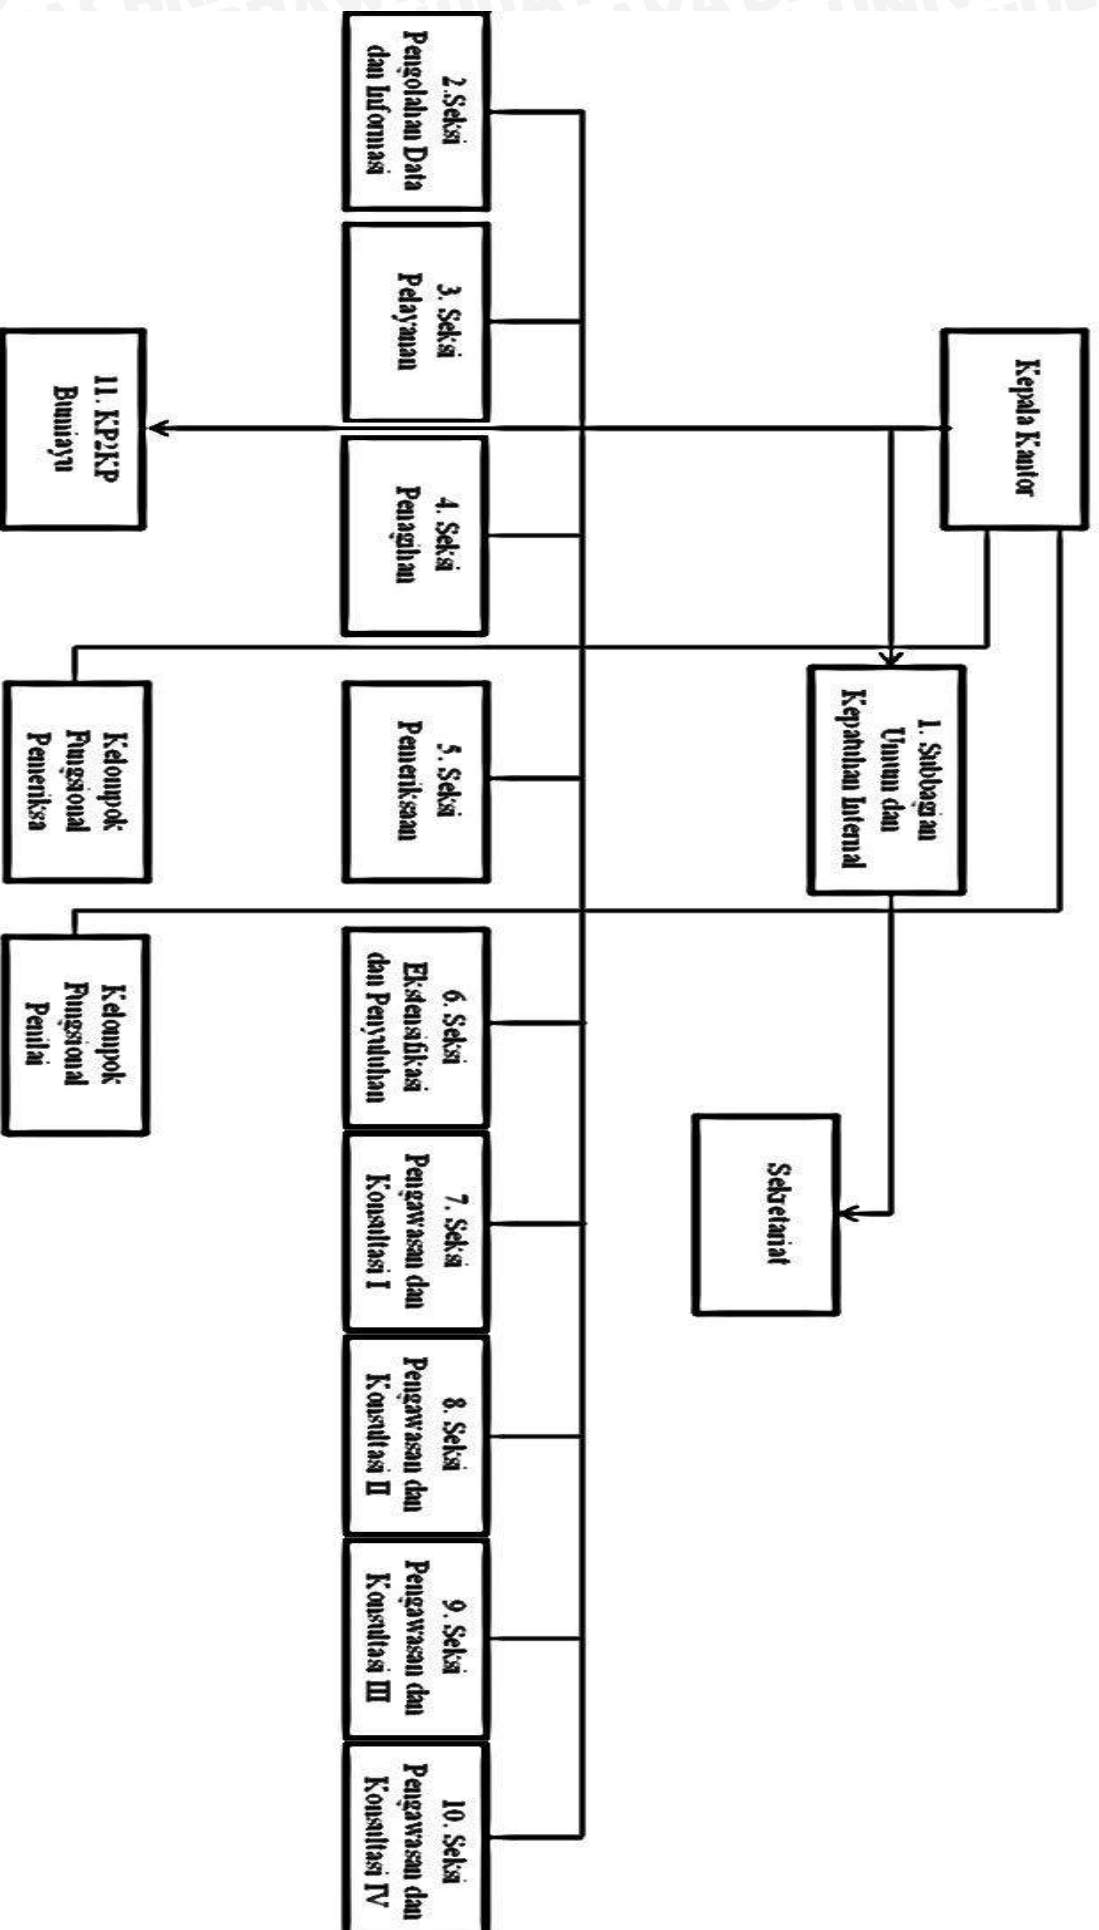 Kepala Kantor
1. Subbagian
Umum dan
Kepatuhan Internal
Sekretariat
2.Seksi
Pengolahan Data
dan Informasi
3. Seksi
Pelayanan
4. Seksi
Penagihan
5. Seksi
Pemeriksaan
6. Seksi
Ekstensifikasi
dan Penyuluhan
7. Seksi
Pengawasan dan
Konsultasi I
8. Seksi
Pengawasan dan
Konsultasi II
9. Seksi
Pengawasan dan
Konsultasi III
10. Seksi
Pengawasan dan
Konsultasi IV
11. KP2KP
Bumiayu
Kelompok
Fungsional
Pemeriksa
Kelompok
Fungsional
Penilai